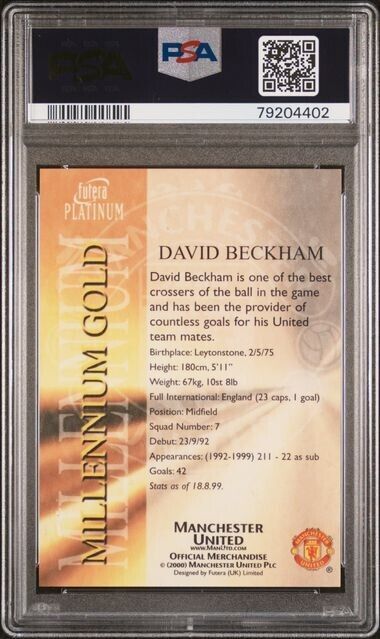 PSA
PSA
79204402
futera
PLATINUM
MILLENNIUM
MILLENNIUM GOLD
DAVID BECKHAM
David Beckham is one of the best
crossers of the ball in the game
and has been the provider of
countless goals for his United
team mates.
Birthplace: Leytonstone, 2/5/75
Height: 180cm, 5'11"
Weight: 67kg, 10st 8lb
Full International: England (23 caps, 1 goal)
Position: Midfield
Squad Number: 7
Debut: 23/9/92
Appearances: (1992-1999) 211 - 22 as sub
Goals: 42
Stats as of 18.8.99.
MANCHESTER
UNITED
www.ManUtd.com
OFFICIAL MERCHANDISE
© (2000) MANCHESTER UNITED PLC
Designed by Futera (UK) Limited
®